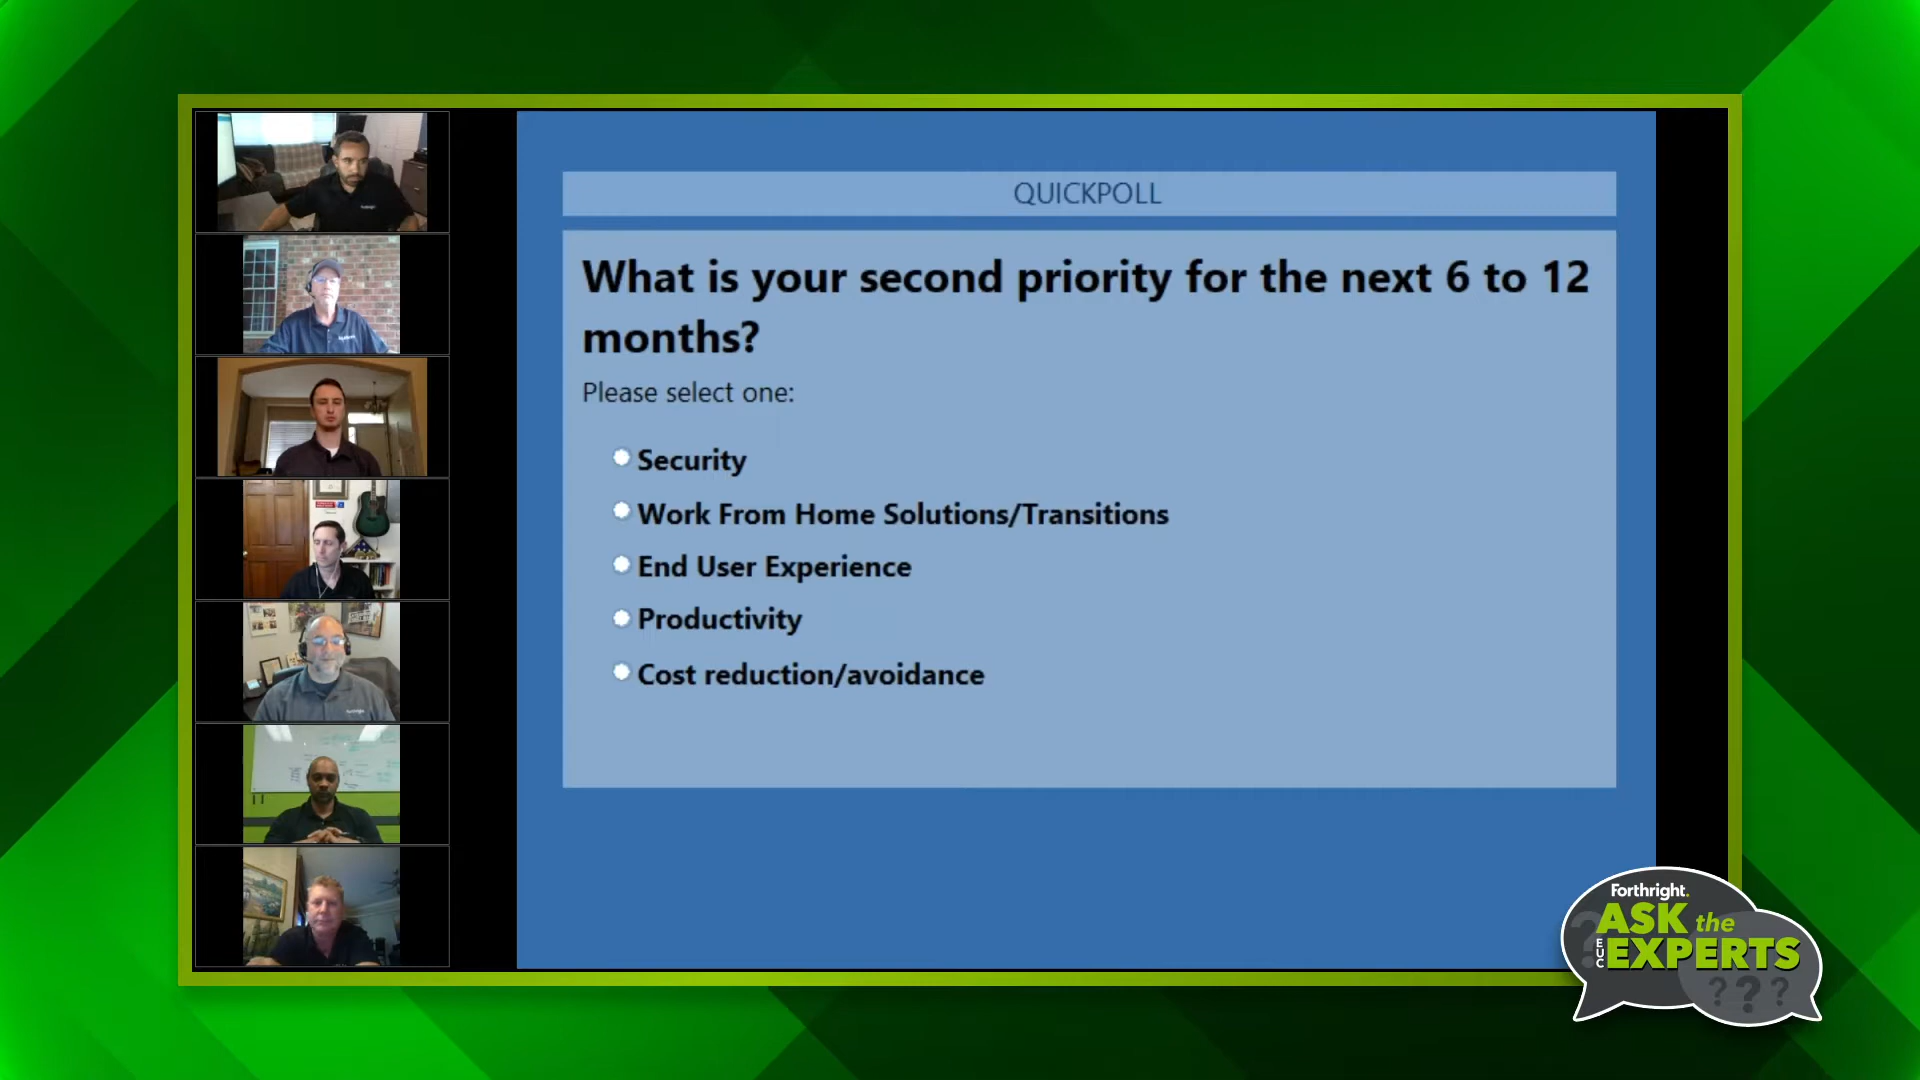 QUICKPOLL
What is your second priority for the next 6 to 12
months?
Please select one:
Security
Work From Home Solutions/Transitions
End User Experience
Productivity
Cost reduction/avoidance
Forthright.
ASK the
EUC EXPERTS
? ? ? ?